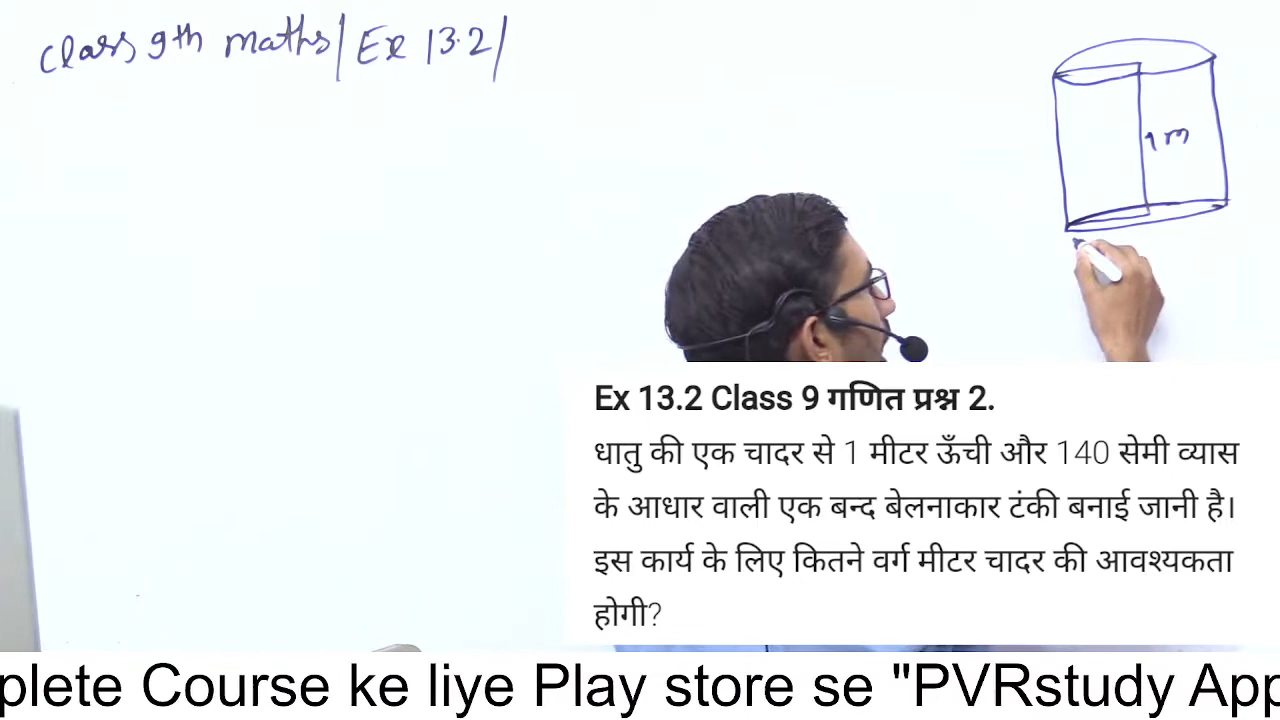 class 9th maths/ Ex 13.2/
1 m
Ex 13.2 Class 9 गणित प्रश्न 2.
धातु की एक चादर से 1 मीटर ऊँची और 140 सेमी व्यास
के आधार वाली एक बन्द बेलनाकार टंकी बनाई जानी है।
इस कार्य के लिए कितने वर्ग मीटर चादर की आवश्यकता
होगी?
plete Course ke liye Play store se "PVRstudy App